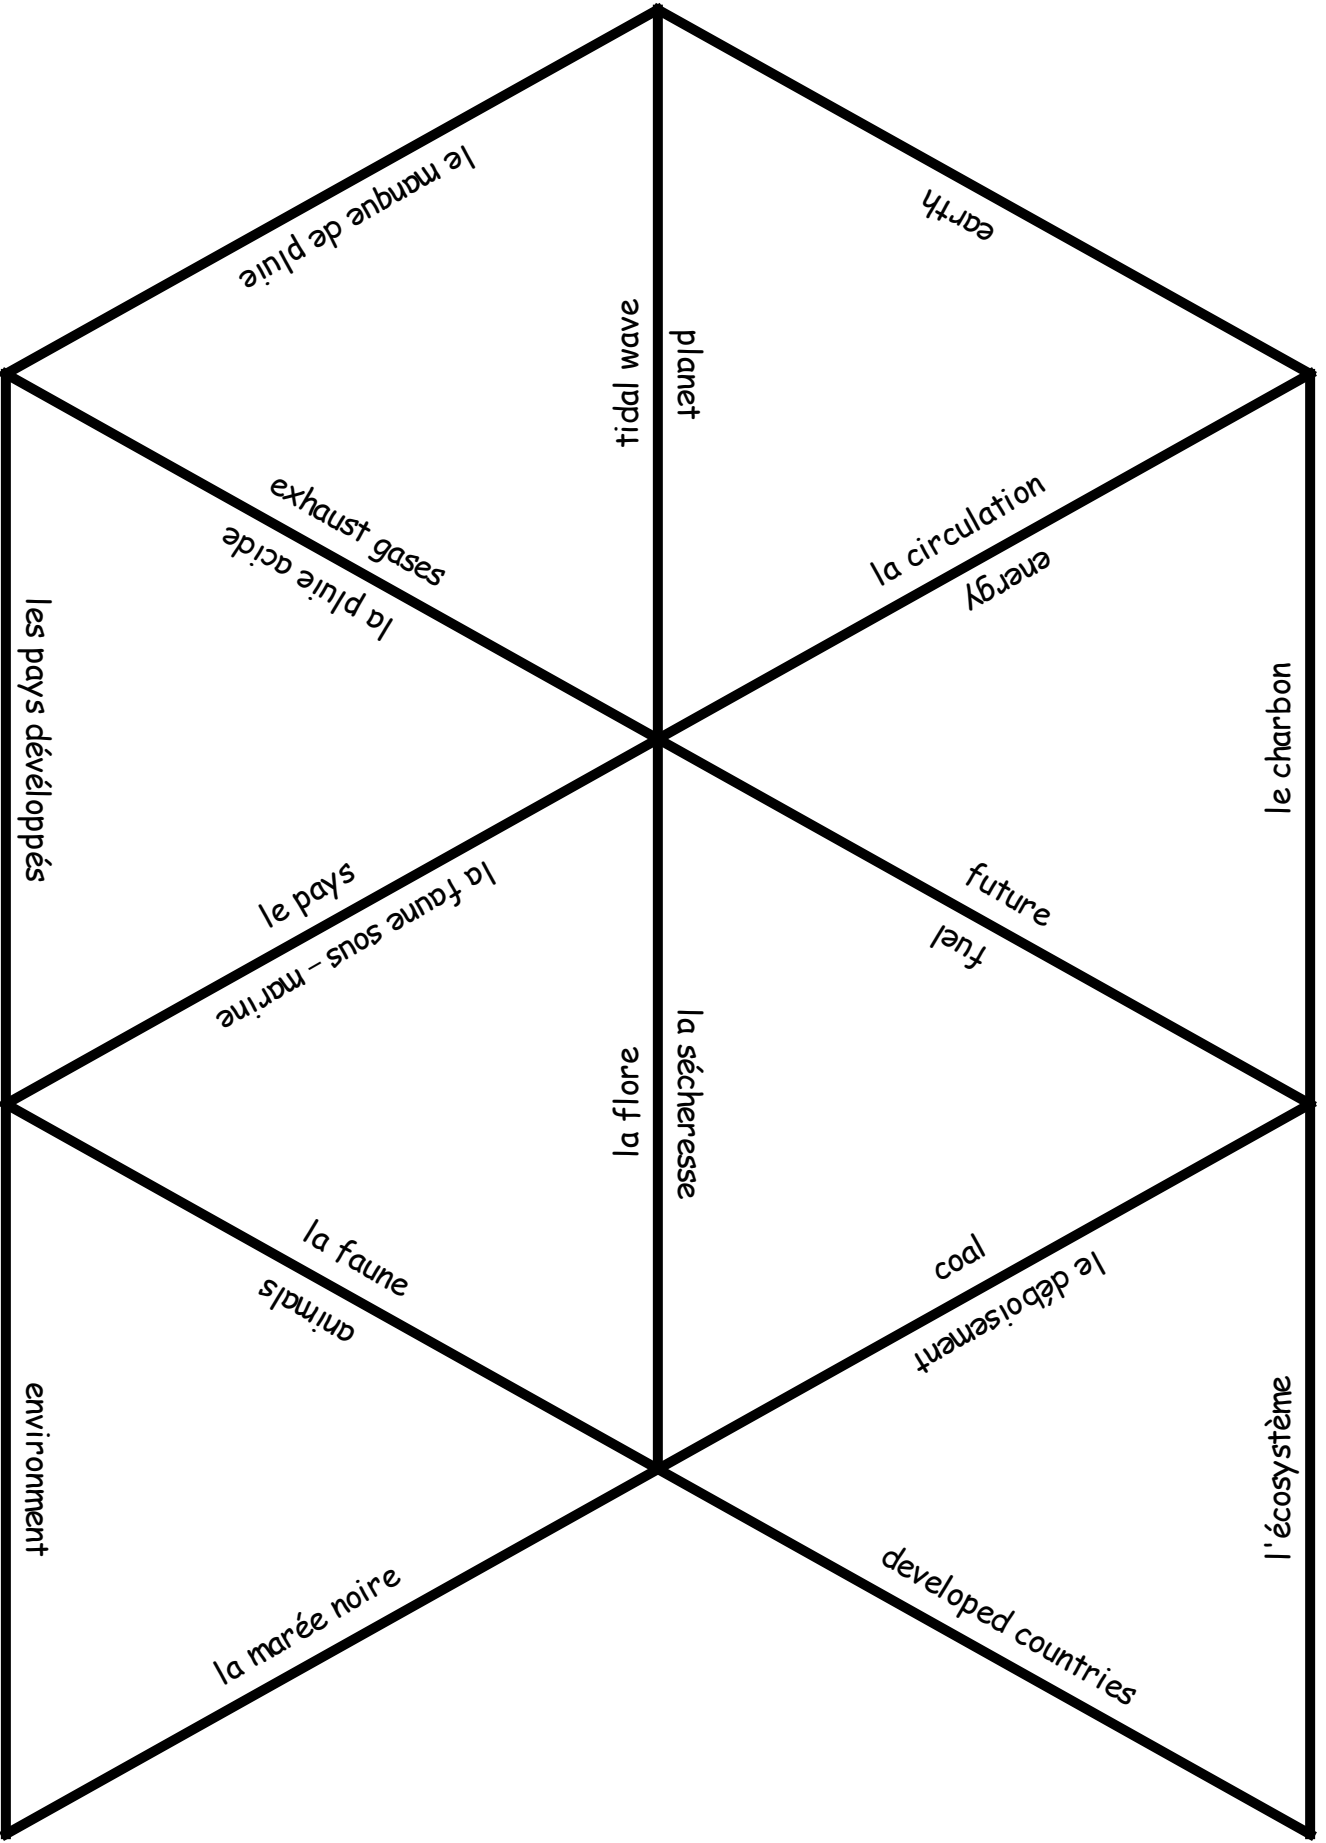 le manque de pluie
earth
tidal wave
planet
exhaust gases
la circulation
la pluie acide
energy
les pays dévéloppés
le charbon
le pays
future
la faune sous – marine
fuel
la flore
la sécheresse
la faune
coal
animals
le déboisement
environment
l'écosystème
la marée noire
developed countries